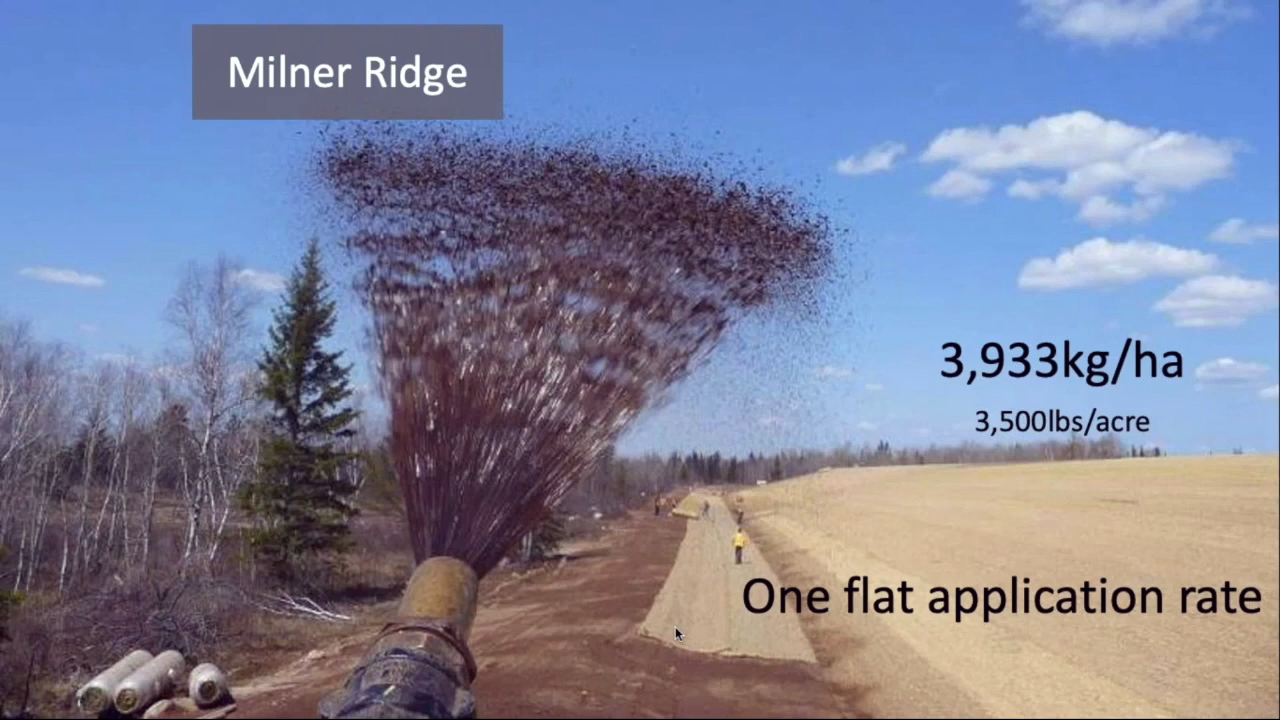 Milner Ridge
3,933kg/ha
3,500lbs/acre
One flat application rate